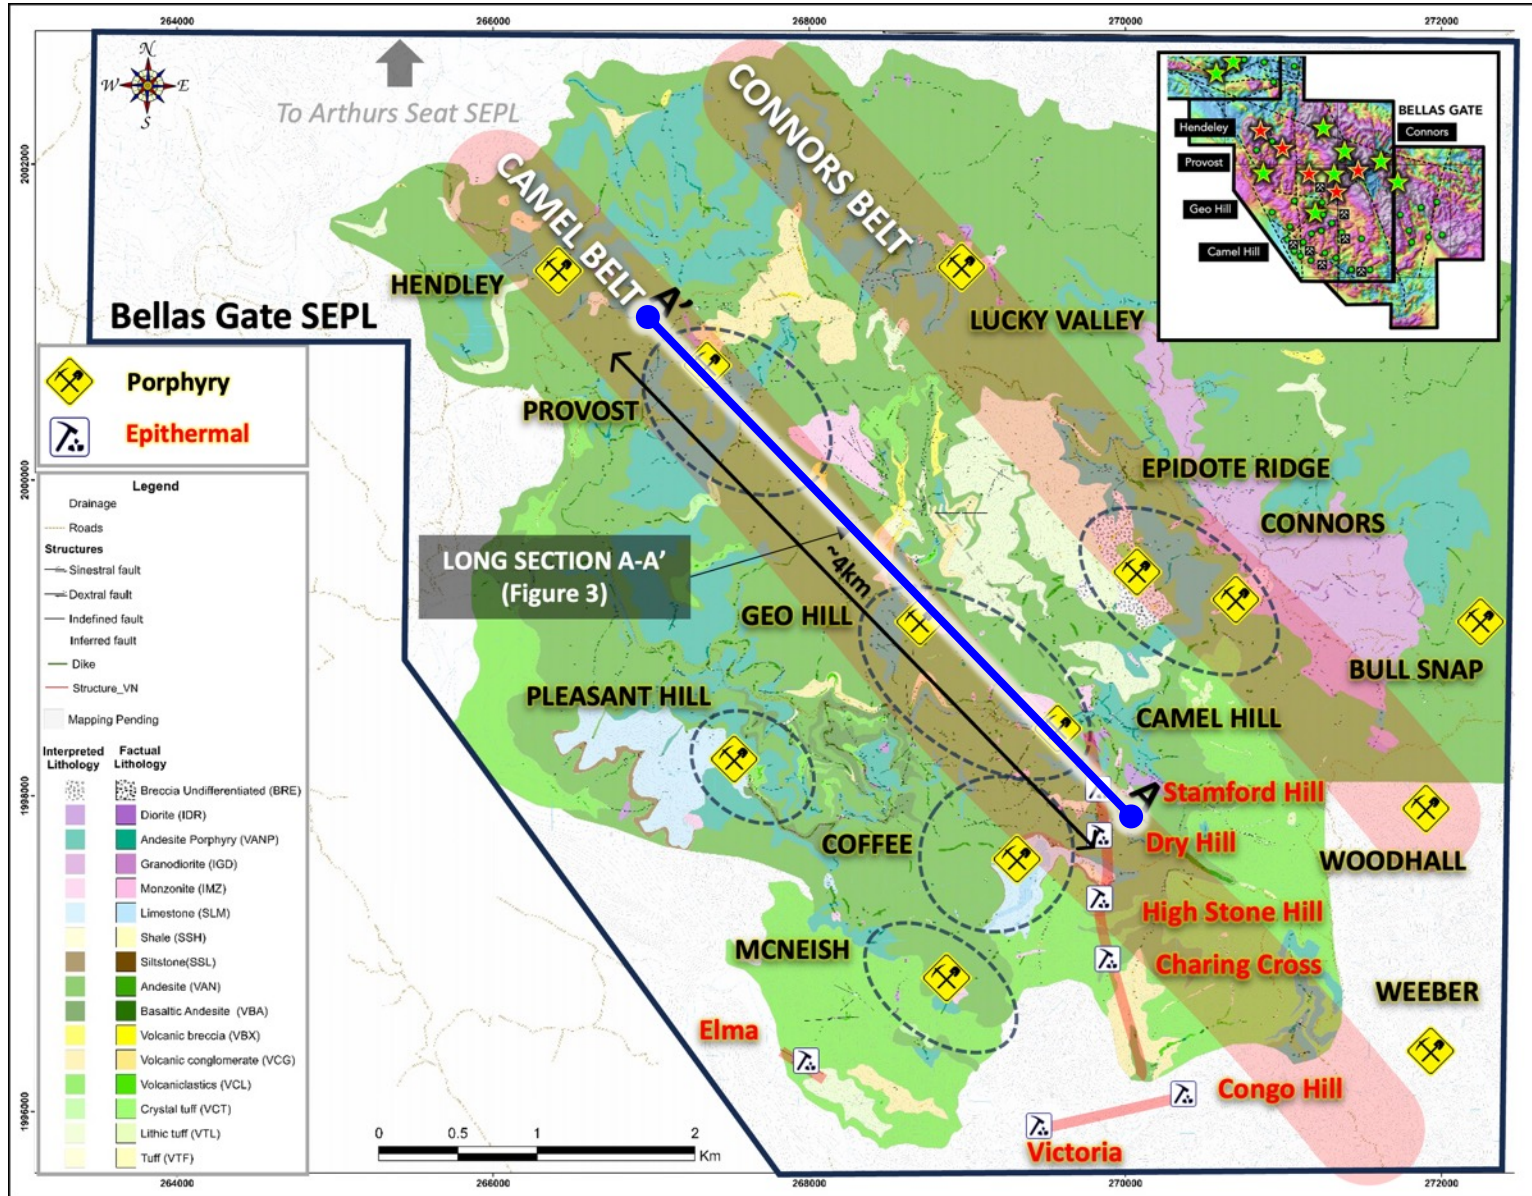 264000
266000
268000
270000
272000
2002000
2000000
1998000
1996000
N
W
E
S
To Arthurs Seat SEPL
CONNORS BELT
CAMEL BELT
BELLAS GATE
Hendeley
Connors
Provost
Geo Hill
Camel Hill
HENDLEY
A'
LUCKY VALLEY
Bellas Gate SEPL
Porphyry
Epithermal
PROVOST
EPIDOTE RIDGE
CONNORS
LONG SECTION A-A’
(Figure 3)
~4km
GEO HILL
BULL SNAP
PLEASANT HILL
CAMEL HILL
A
Stamford Hill
Dry Hill
COFFEE
WOODHALL
High Stone Hill
MCNEISH
Charing Cross
WEEBER
Elma
Congo Hill
Victoria
Legend
Drainage
Roads
Structures
Sinestral fault
Dextral fault
Indefined fault
Inferred fault
Dike
Structure_VN
Mapping Pending
Interpreted Lithology
Factual Lithology
Breccia Undifferentiated (BRE)
Diorite (IDR)
Andesite Porphyry (VANP)
Granodiorite (IGD)
Monzonite (IMZ)
Limestone (SLM)
Shale (SSH)
Siltstone(SSL)
Andesite (VAN)
Basaltic Andesite (VBA)
Volcanic breccia (VBX)
Volcanic conglomerate (VCG)
Volcaniclastics (VCL)
Crystal tuff (VCT)
Lithic tuff (VTL)
Tuff (VTF)
0 0.5 1 2
Km
264000
266000
268000
270000
272000